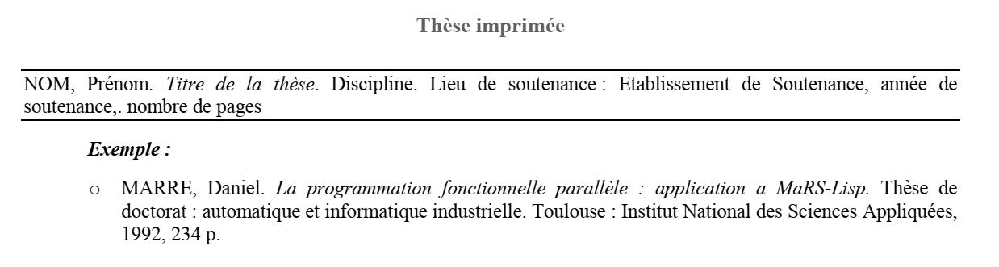 Thèse imprimée
NOM, Prénom. Titre de la thèse. Discipline. Lieu de soutenance : Etablissement de Soutenance, année de
soutenance,. nombre de pages
Exemple :
o MARRE, Daniel. La programmation fonctionnelle parallèle : application a MaRS-Lisp. Thèse de
doctorat : automatique et informatique industrielle. Toulouse : Institut National des Sciences Appliquées,
1992, 234 p.